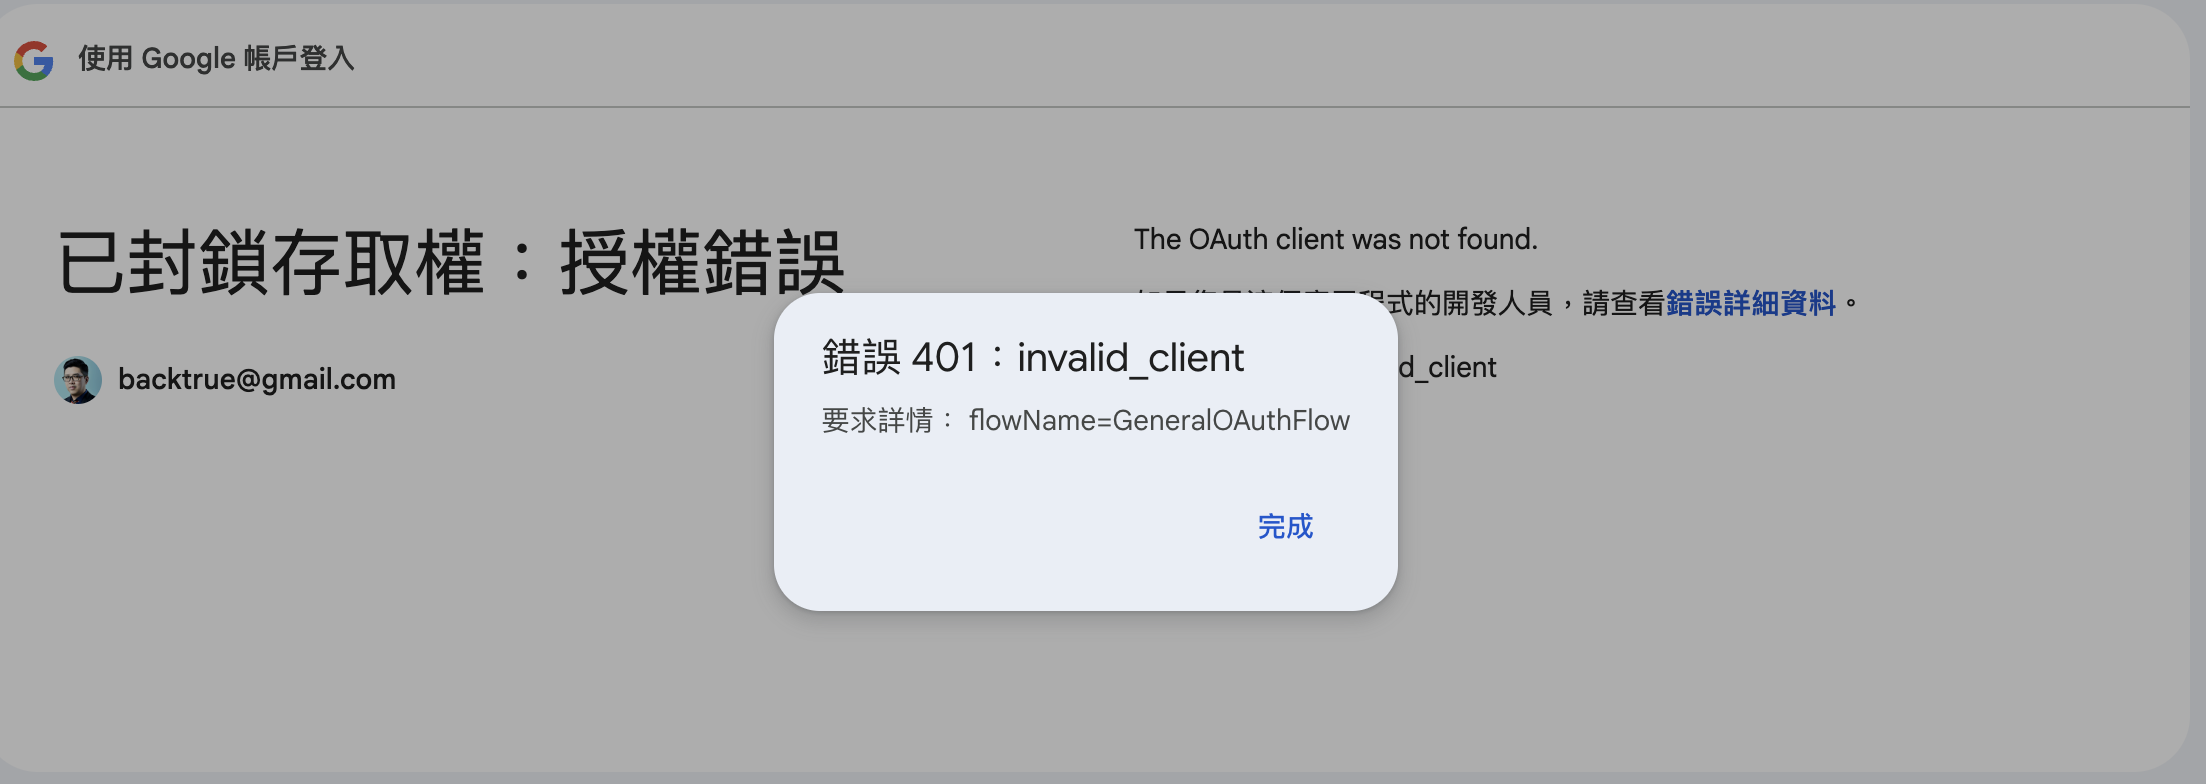 使用 Google 帳戶登入
已封鎖存取權：授權錯誤
backtrue@gmail.com
The OAuth client was not found.
程式的開發人員，請查看錯誤詳細資料。
d_client
錯誤 401：invalid_client
要求詳情： flowName=GeneralOAuthFlow
完成